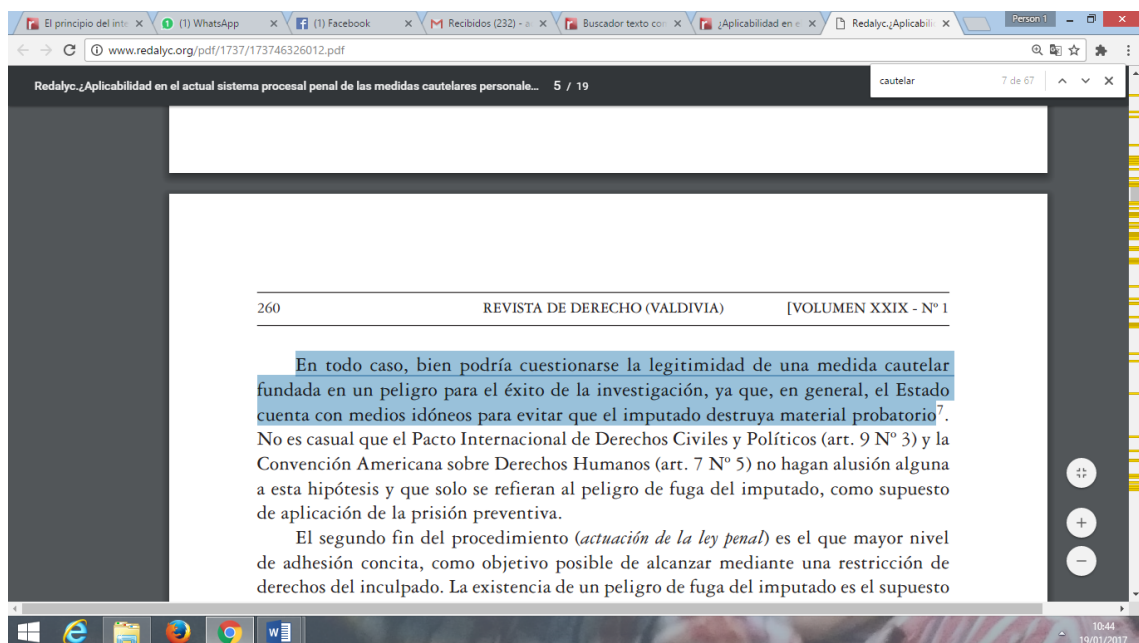 El principio del inte
(1) WhatsApp
(1) Facebook
Recibidos (232) - a
Buscador texto con
¿Aplicabilidad en e
Redalyc.¿Aplicabili
Person 1
www.redalyc.org/pdf/1737/173746326012.pdf
Redalyc.¿Aplicabilidad en el actual sistema procesal penal de las medidas cautelares personale... 5 / 19
cautelar 7 de 67
260 REVISTA DE DERECHO (VALDIVIA) [VOLUMEN XXIX - Nº 1
En todo caso, bien podría cuestionarse la legitimidad de una medida cautelar
fundada en un peligro para el éxito de la investigación, ya que, en general, el Estado
cuenta con medios idóneos para evitar que el imputado destruya material probatorio7.
No es casual que el Pacto Internacional de Derechos Civiles y Políticos (art. 9 Nº 3) y la
Convención Americana sobre Derechos Humanos (art. 7 Nº 5) no hagan alusión alguna
a esta hipótesis y que solo se refieran al peligro de fuga del imputado, como supuesto
de aplicación de la prisión preventiva.
El segundo fin del procedimiento (actuación de la ley penal) es el que mayor nivel
de adhesión concita, como objetivo posible de alcanzar mediante una restricción de
derechos del inculpado. La existencia de un peligro de fuga del imputado es el supuesto
10:44
19/01/2017